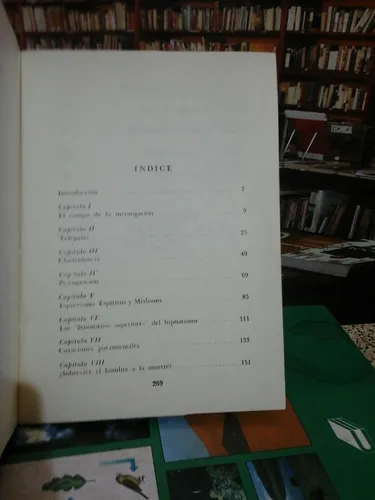 INDICE
Introducción 7
Capítulo I
El campo de la investigación 9
Capítulo II
Telepatía 25
Capítulo III
Clarividencia 49
Capítulo IV
Precognición 69
Capítulo V
Espiritismo: Espíritus y Médiums 85
Capítulo VI
Los "fenómenos superiores" del hipnotismo 111
Capítulo VII
Curaciones paranormales 133
Capítulo VIII
¿Sobrevive el hombre a la muerte? 151
269